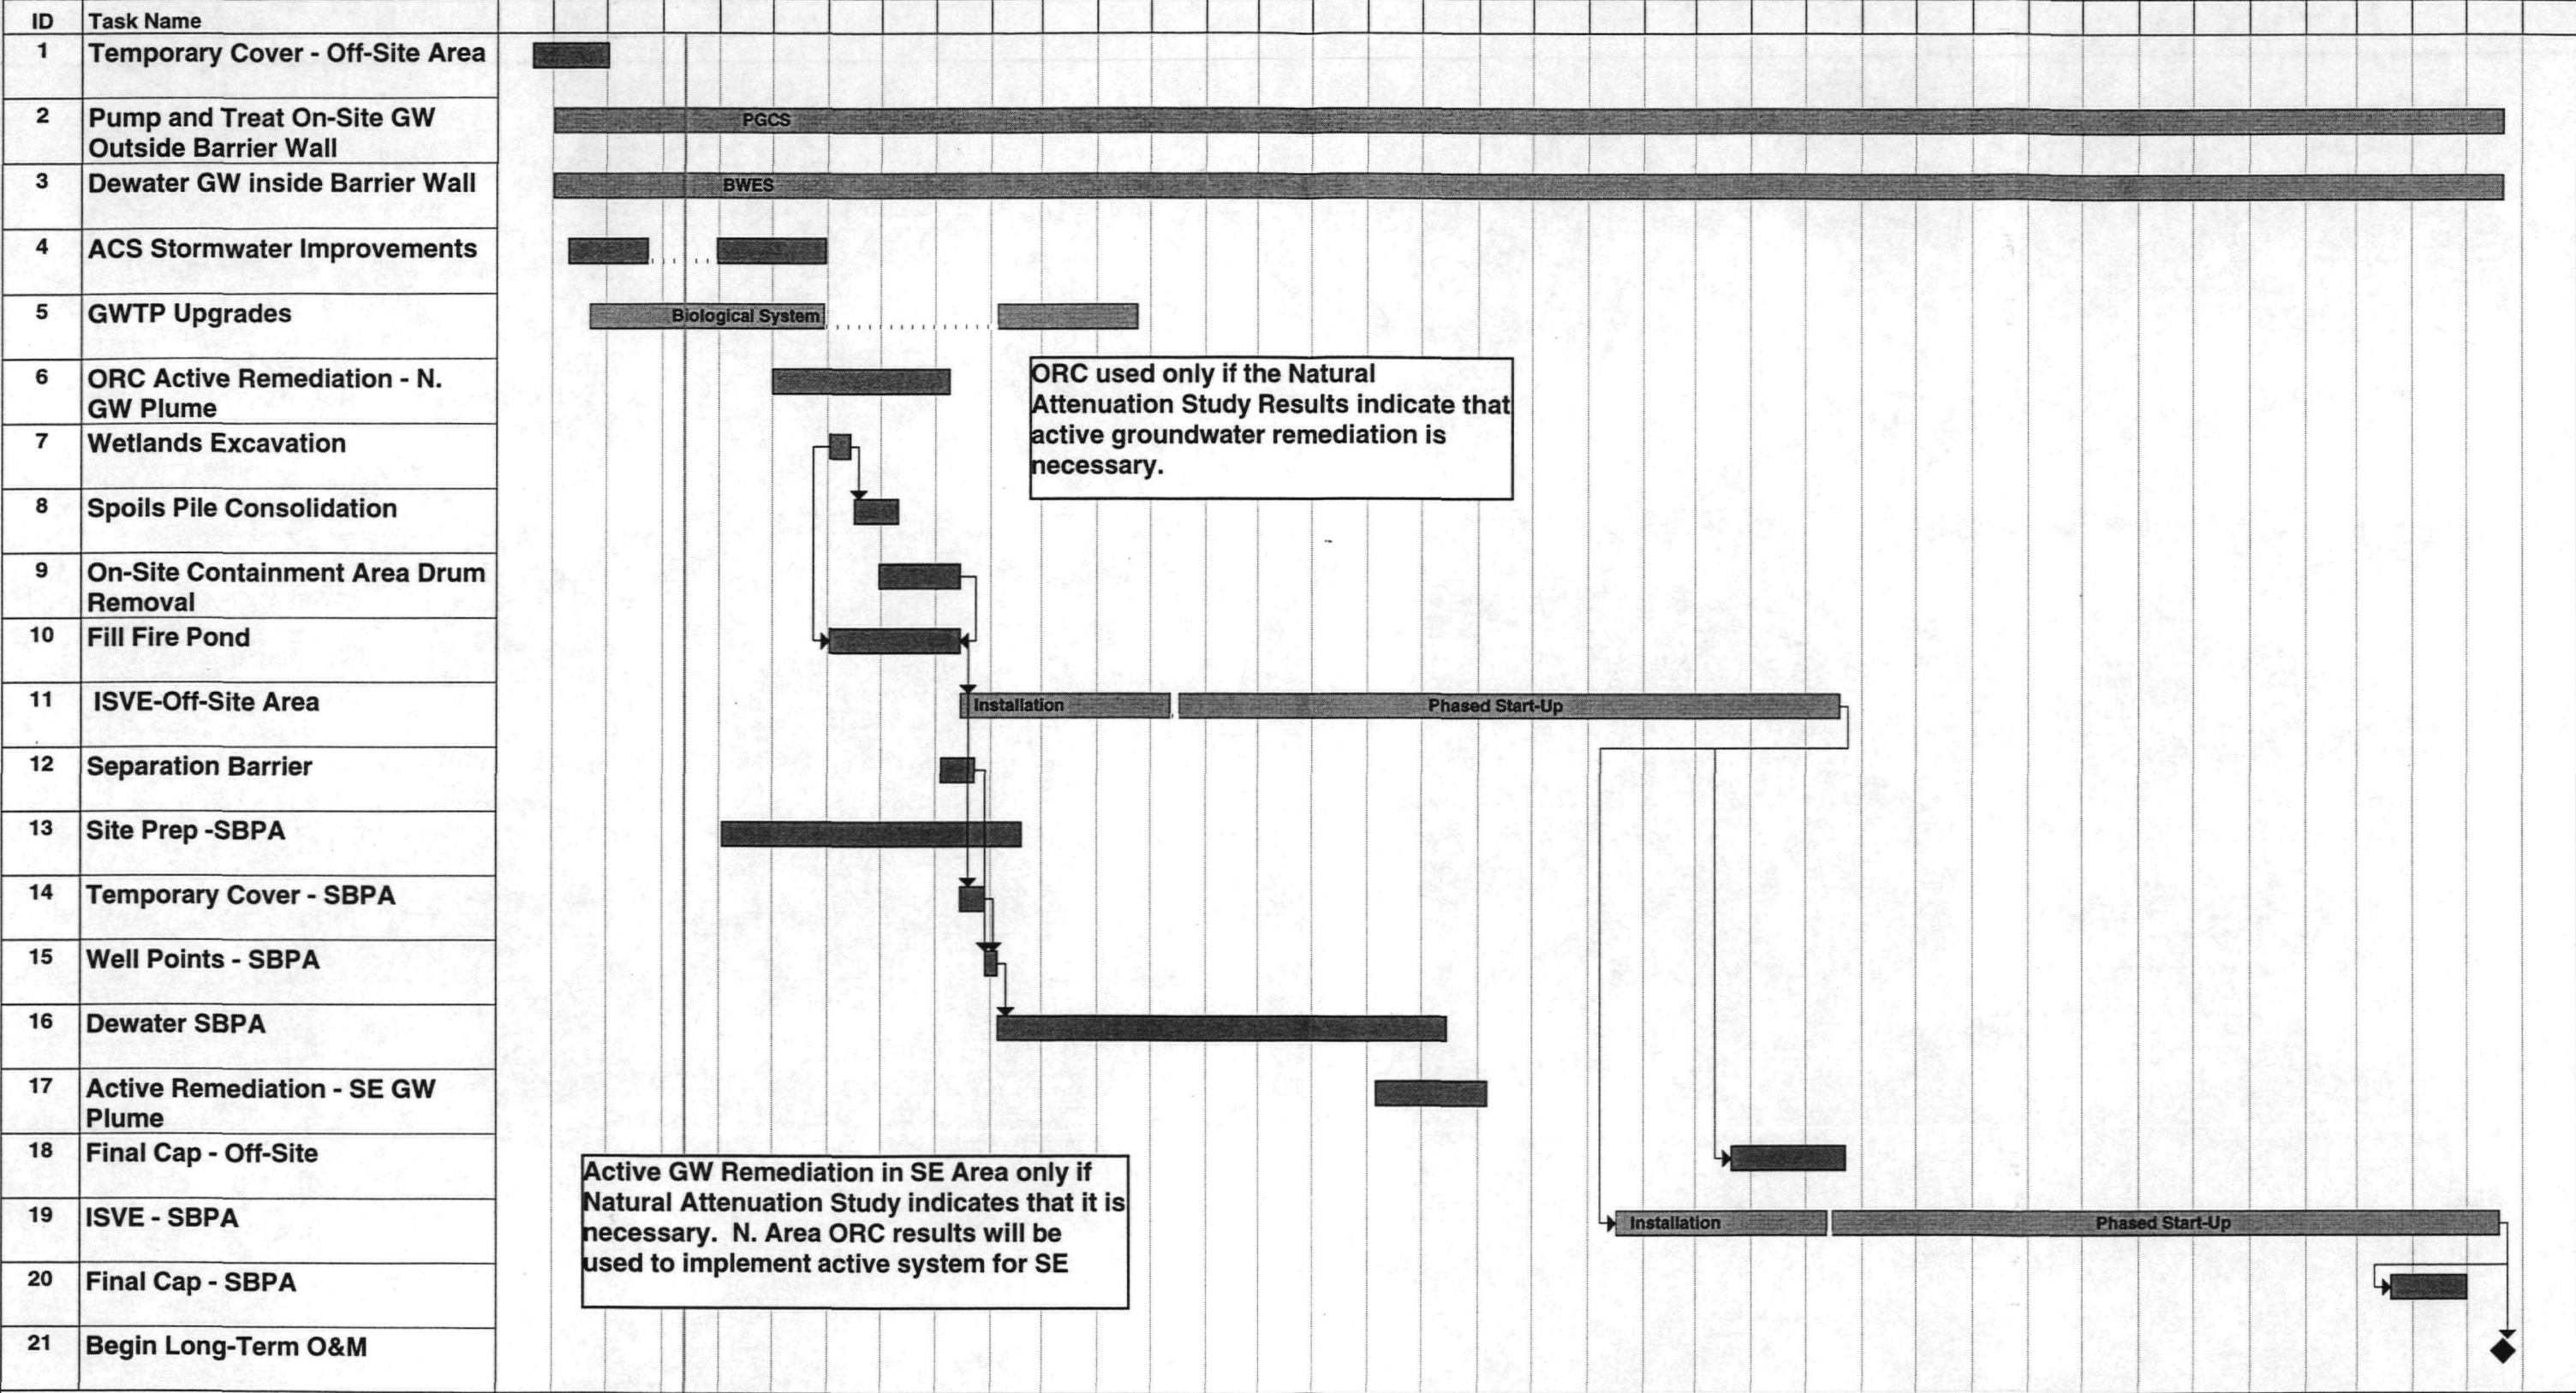 ID Task Name
1 Temporary Cover - Off-Site Area
2 Pump and Treat On-Site GW
Outside Barrier Wall
PGCS
3 Dewater GW inside Barrier Wall
BWES
4 ACS Stormwater Improvements
5 GWTP Upgrades
Biological System
6 ORC Active Remediation - N.
GW Plume
ORC used only if the Natural
Attenuation Study Results indicate that
active groundwater remediation is
necessary.
7 Wetlands Excavation
8 Spoils Pile Consolidation
9 On-Site Containment Area Drum
Removal
10 Fill Fire Pond
11 ISVE-Off-Site Area
Installation
Phased Start-Up
12 Separation Barrier
13 Site Prep -SBPA
14 Temporary Cover - SBPA
15 Well Points - SBPA
16 Dewater SBPA
17 Active Remediation - SE GW
Plume
18 Final Cap - Off-Site
Active GW Remediation in SE Area only if
Natural Attenuation Study indicates that it is
necessary. N. Area ORC results will be
used to implement active system for SE
19 ISVE - SBPA
Installation
Phased Start-Up
20 Final Cap - SBPA
21 Begin Long-Term O&M